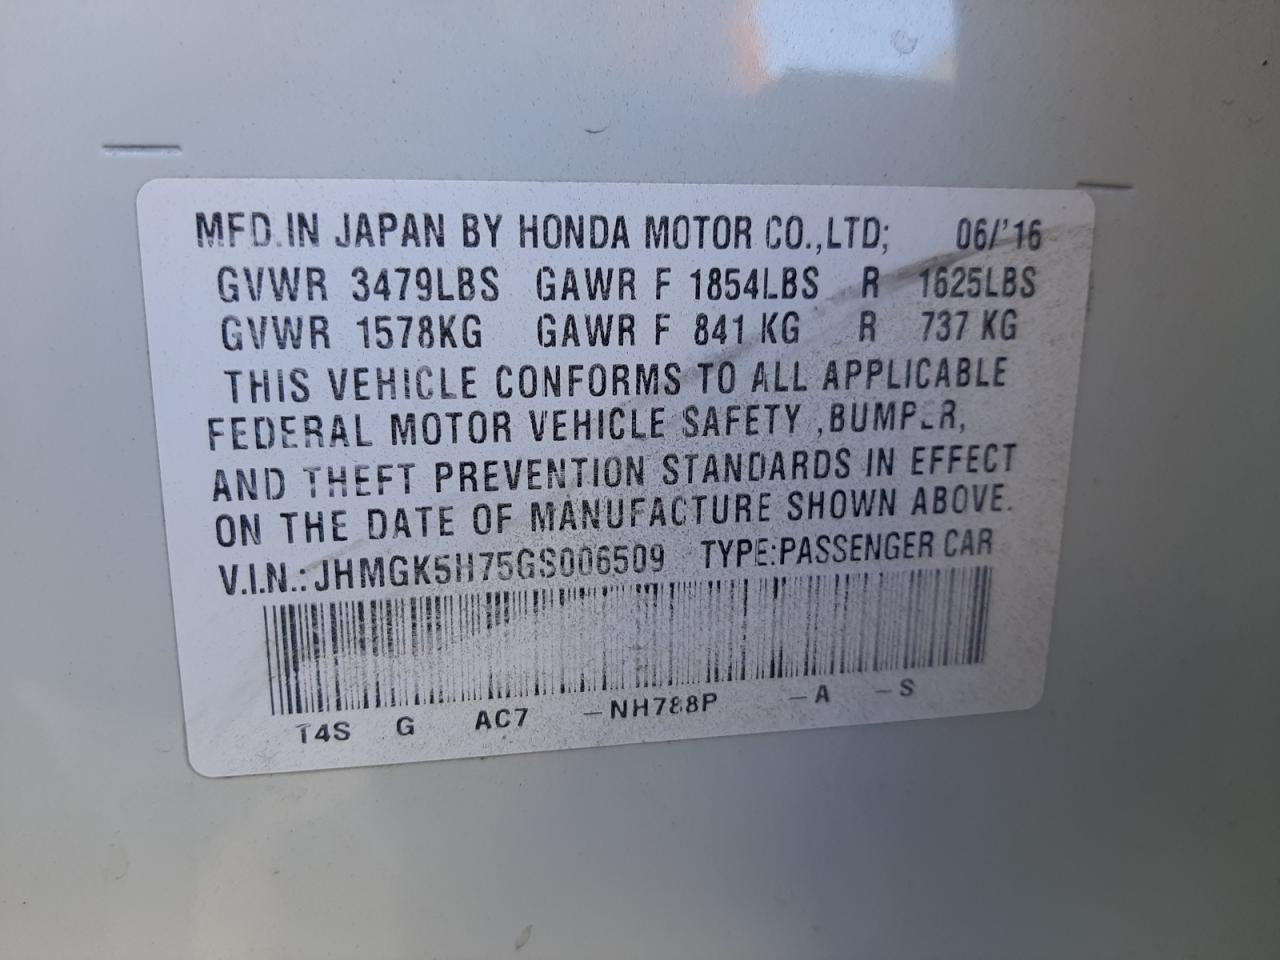 MFD.IN JAPAN BY HONDA MOTOR CO.,LTD; 06/'16
GVWR 3479LBS GAWR F 1854LBS R 1625LBS
GVWR 1578KG GAWR F 841 KG R 737 KG
THIS VEHICLE CONFORMS TO ALL APPLICABLE
FEDERAL MOTOR VEHICLE SAFETY ,BUMPER,
AND THEFT PREVENTION STANDARDS IN EFFECT
ON THE DATE OF MANUFACTURE SHOWN ABOVE.
V.I.N.: JHMGK5H75GS006509 TYPE:PASSENGER CAR
T4S G AC7 –NH788P –A –S